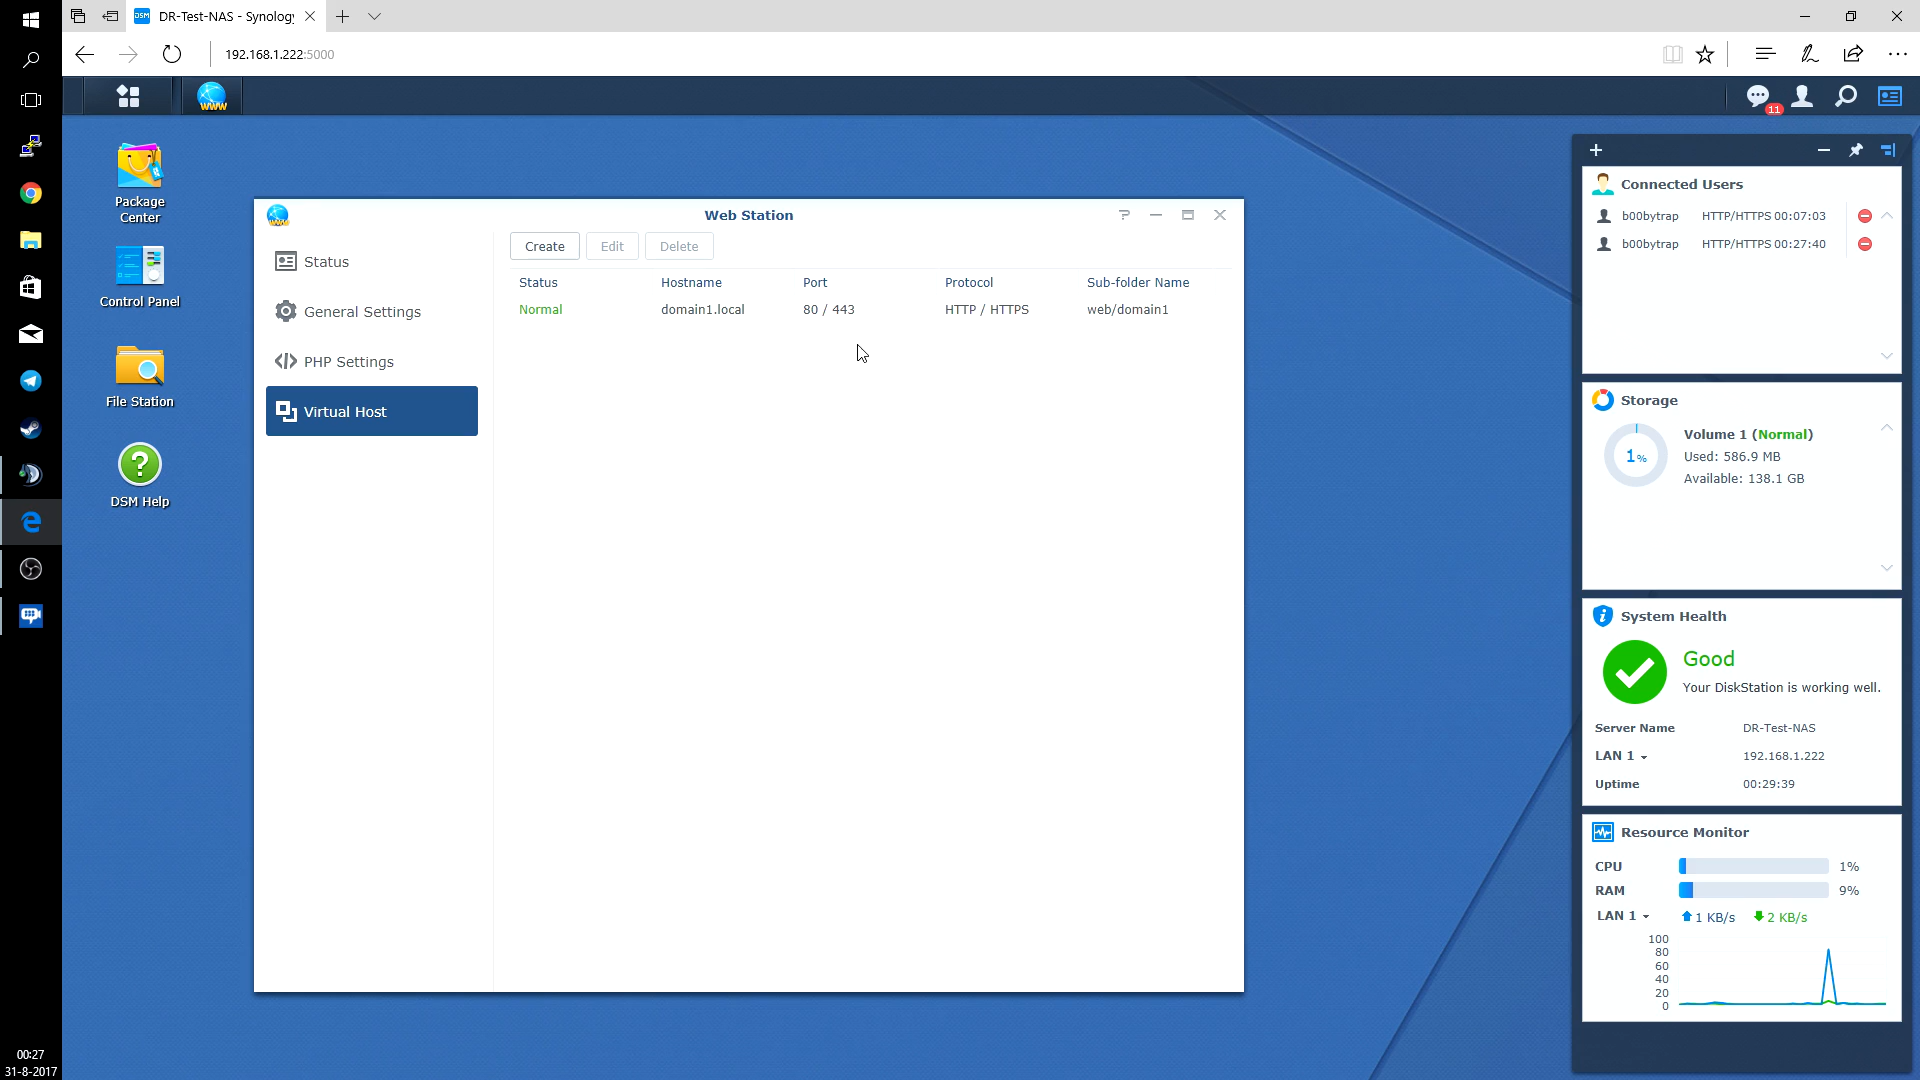 DR-Test-NAS - Synology
192.168.1.222:5000
WWW
11
Package
Center
Control Panel
File Station
DSM Help
Web Station
Status
General Settings
PHP Settings
Virtual Host
Create Edit Delete
Status Hostname Port Protocol Sub-folder Name
Normal domain1.local 80 / 443 HTTP / HTTPS web/domain1
Connected Users
b00bytrap HTTP/HTTPS 00:07:03
b00bytrap HTTP/HTTPS 00:27:40
Storage
1%
Volume 1 (Normal)
Used: 586.9 MB
Available: 138.1 GB
System Health
Good
Your DiskStation is working well.
Server Name DR-Test-NAS
LAN 1 192.168.1.222
Uptime 00:29:39
Resource Monitor
CPU 1%
RAM 9%
LAN 1 1 KB/s 2 KB/s
100
80
60
40
20
0
00:27
31-8-2017